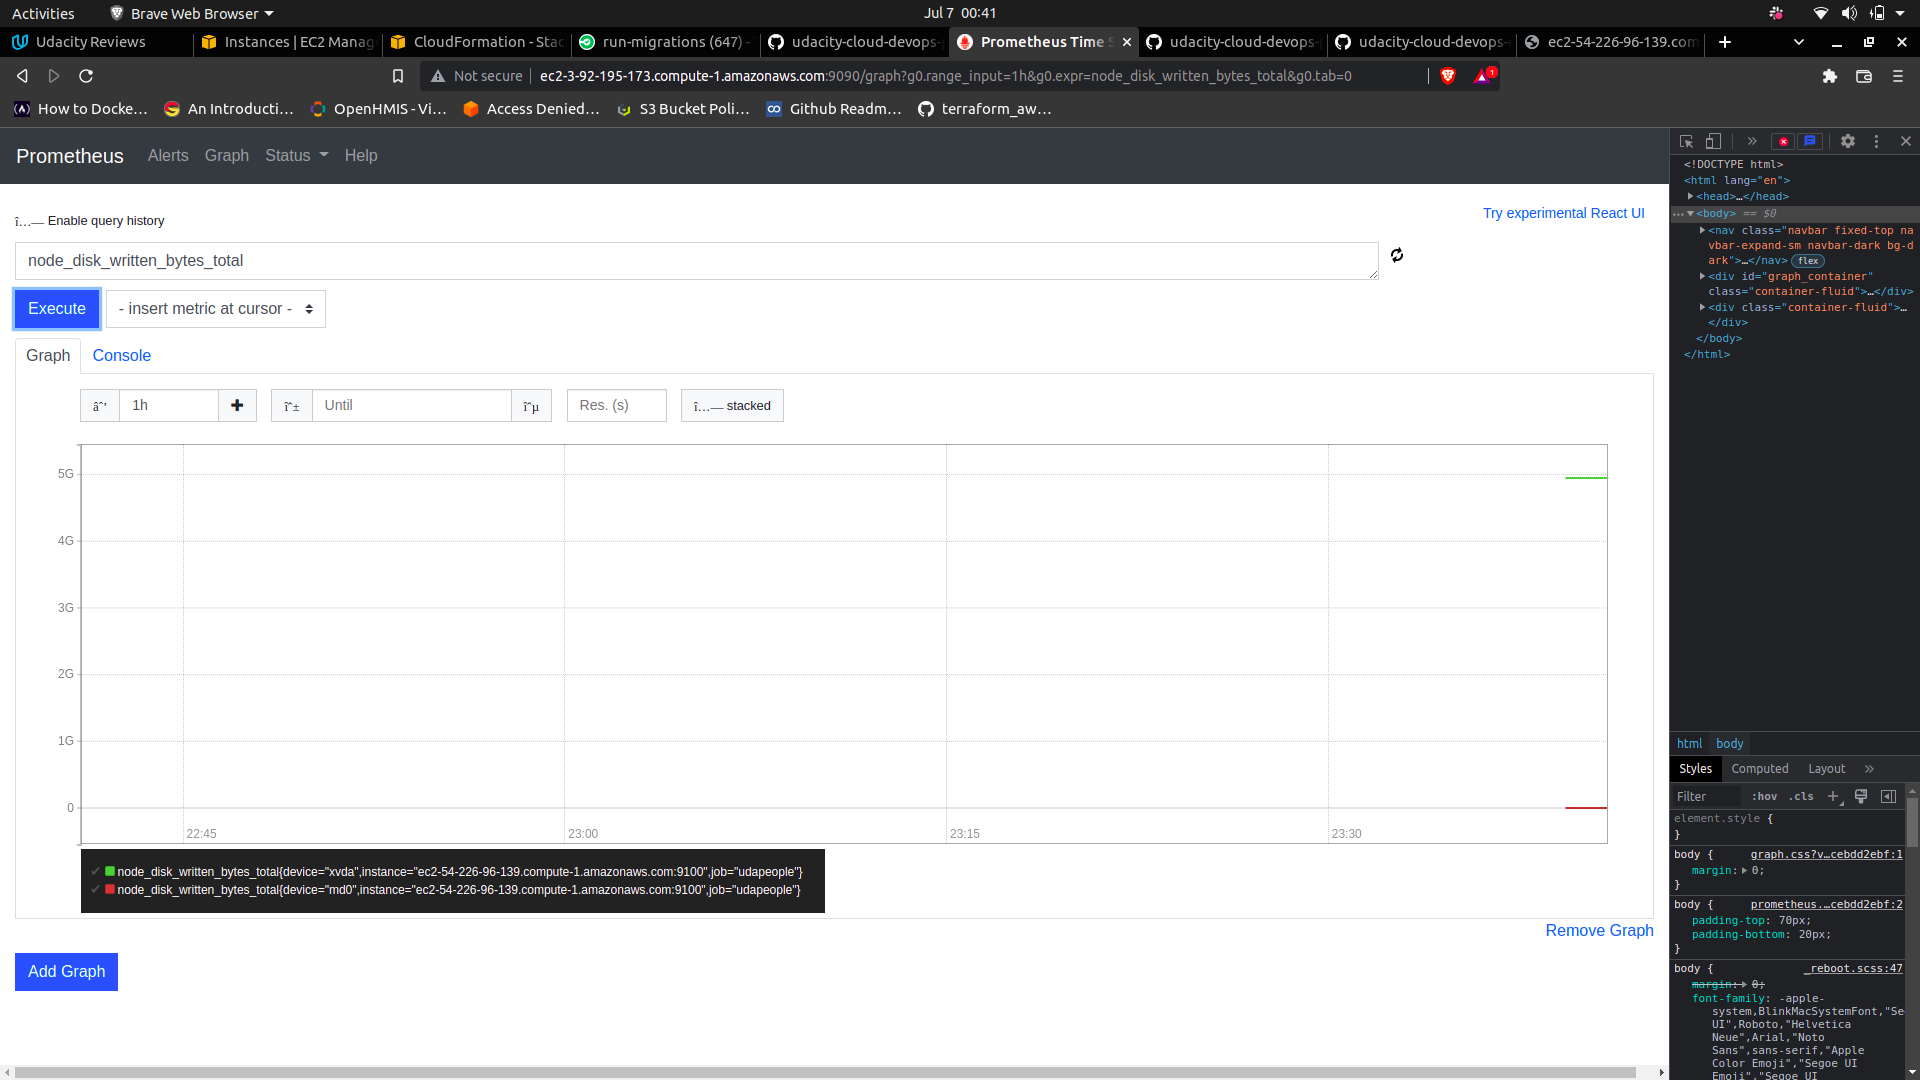 Activities
Brave Web Browser
Jul 7 00:41
Udacity Reviews
Instances | EC2 Manag
CloudFormation - Stac
run-migrations (647) -
udacity-cloud-devops-
Prometheus Time S
udacity-cloud-devops-
udacity-cloud-devops-
ec2-54-226-96-139.com
Not secure
ec2-3-92-195-173.compute-1.amazonaws.com:9090/graph?g0.range_input=1h&g0.expr=node_disk_written_bytes_total&g0.tab=0
1
How to Docke...
An Introducti...
OpenHMIS - Vi...
Access Denied...
S3 Bucket Poli...
Github Readm...
terraform_aw...
Prometheus
Alerts
Graph
Status
Help
î…— Enable query history
Try experimental React UI
node_disk_written_bytes_total
Execute
- insert metric at cursor -
Graph
Console
âˆ’
1h
îˆ±
Until
îˆµ
Res. (s)
î…— stacked
5G
4G
3G
2G
1G
0
22:45
23:00
23:15
23:30
✔ node_disk_written_bytes_total{device="xvda",instance="ec2-54-226-96-139.compute-1.amazonaws.com:9100",job="udapeople"}
✔ node_disk_written_bytes_total{device="md0",instance="ec2-54-226-96-139.compute-1.amazonaws.com:9100",job="udapeople"}
Remove Graph
Add Graph
<!DOCTYPE html>
<html lang="en">
<head>…</head>
<body> == $0
<nav class="navbar fixed-top na
vbar-expand-sm navbar-dark bg-d
ark">…</nav> flex
<div id="graph_container"
class="container-fluid">…</div>
<div class="container-fluid">…
</div>
</body>
</html>
html
body
Styles
Computed
Layout
Filter
:hov
.cls
element.style {
}
body {
graph.css?v…cebdd2ebf:1
margin: 0;
}
body {
prometheus.…cebdd2ebf:2
padding-top: 70px;
padding-bottom: 20px;
}
body {
_reboot.scss:47
margin: 0;
font-family: -apple-
system,BlinkMacSystemFont,"Se
UI",Roboto,"Helvetica
Neue",Arial,"Noto
Sans",sans-serif,"Apple
Color Emoji","Segoe UI
Emoji","Segoe UI